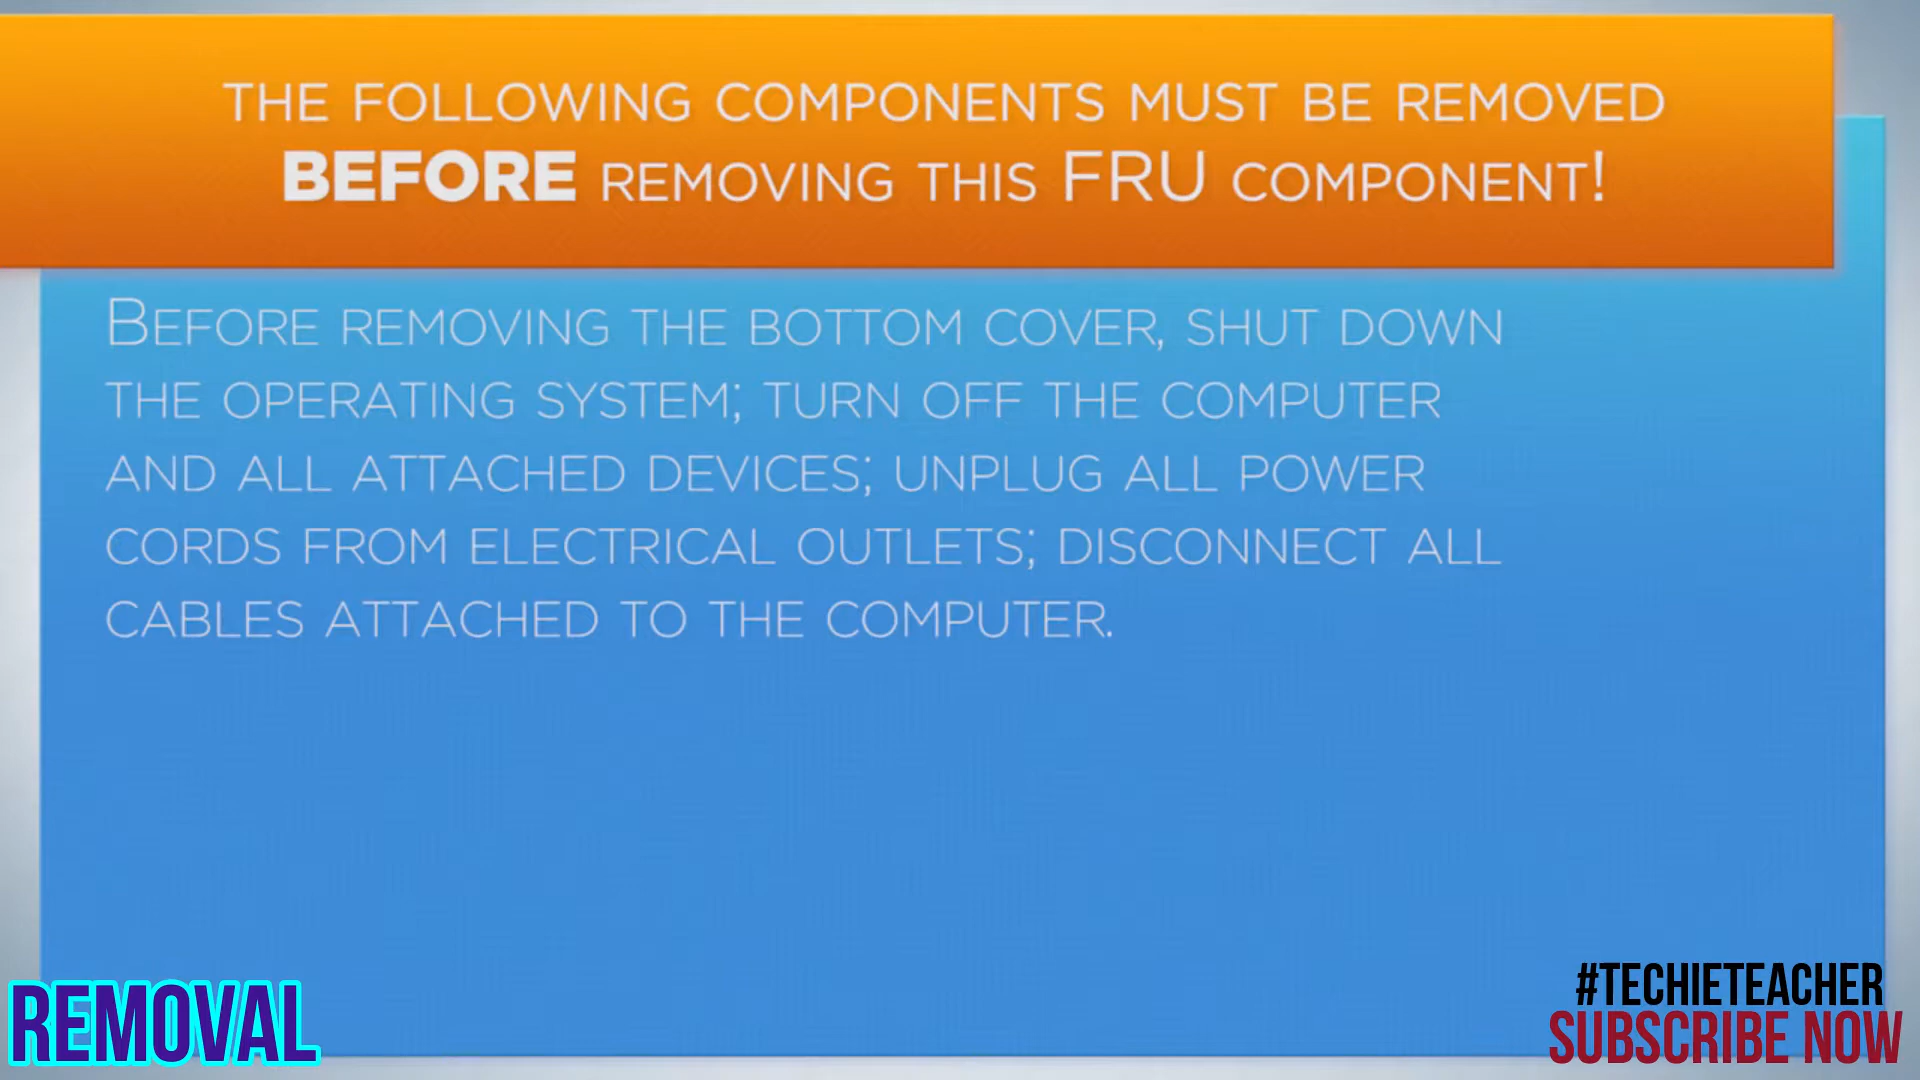 THE FOLLOWING COMPONENTS MUST BE REMOVED
BEFORE REMOVING THIS FRU COMPONENT!
BEFORE REMOVING THE BOTTOM COVER, SHUT DOWN
THE OPERATING SYSTEM; TURN OFF THE COMPUTER
AND ALL ATTACHED DEVICES; UNPLUG ALL POWER
CORDS FROM ELECTRICAL OUTLETS; DISCONNECT ALL
CABLES ATTACHED TO THE COMPUTER.
REMOVAL
#TECHIETEACHER
SUBSCRIBE NOW